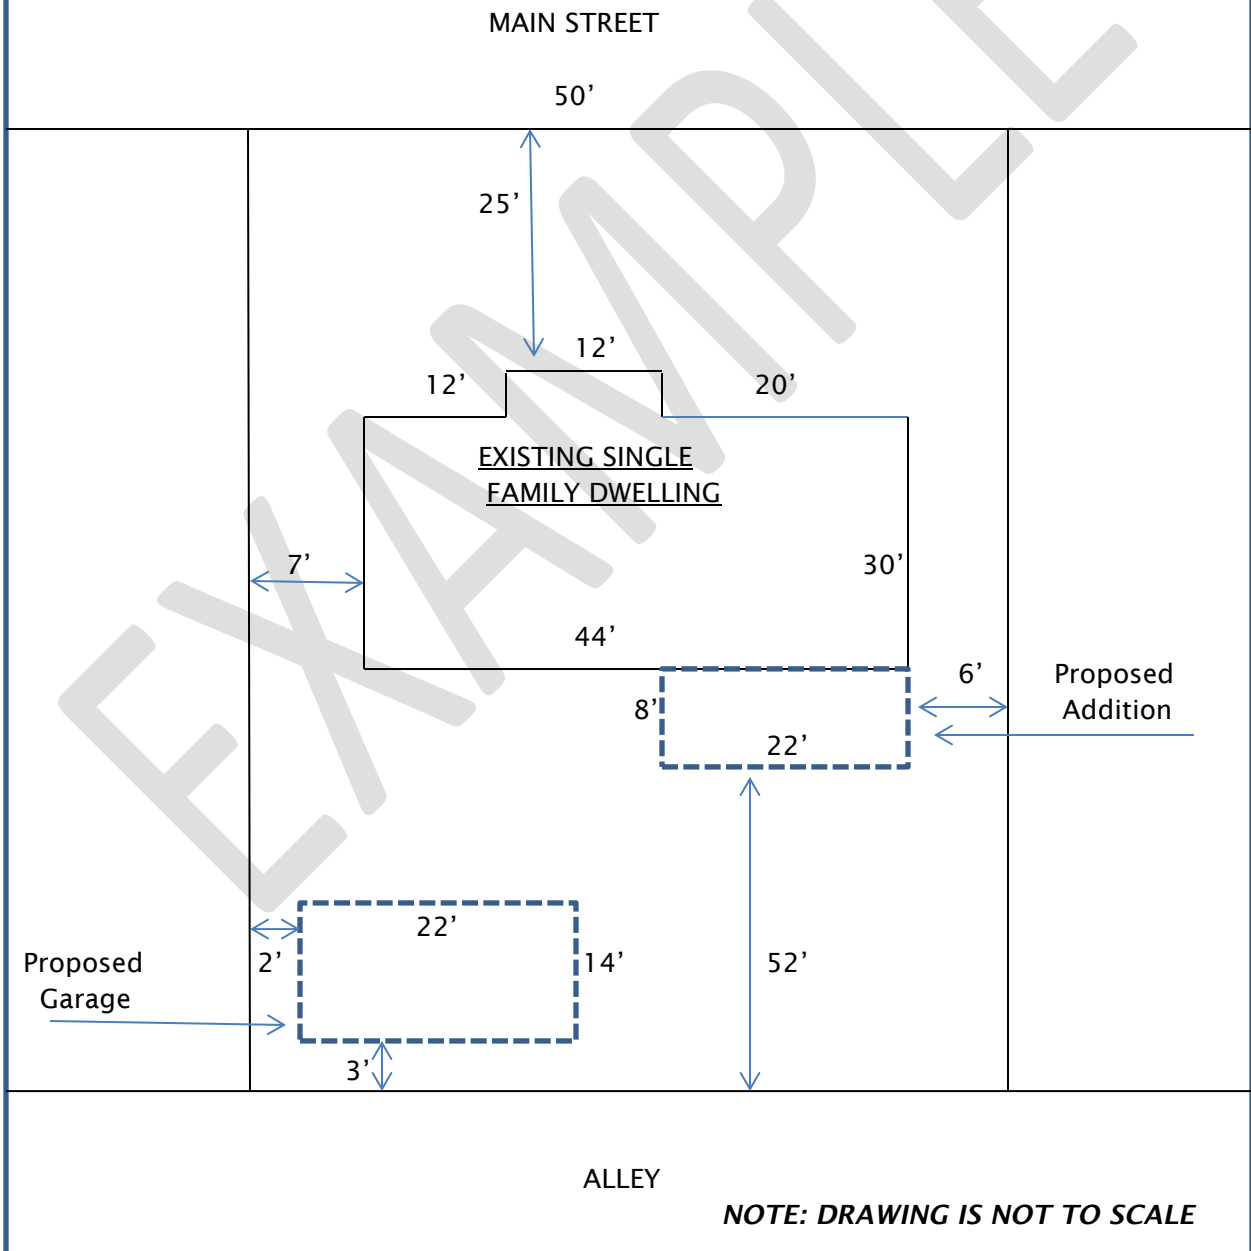 MAIN STREET
50’
25’
12’
12’
20’
EXISTING SINGLE
FAMILY DWELLING
7’
30’
44’
8’
22’
6’
Proposed
Addition
22’
2’
14’
52’
Proposed
Garage
3’
ALLEY
NOTE: DRAWING IS NOT TO SCALE
EXAMPLE